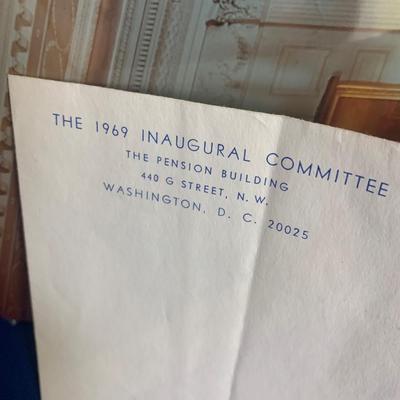 THE 1969 INAUGURAL COMMITTEE
THE PENSION BUILDING
440 G STREET, N. W.
WASHINGTON, D. C. 20025